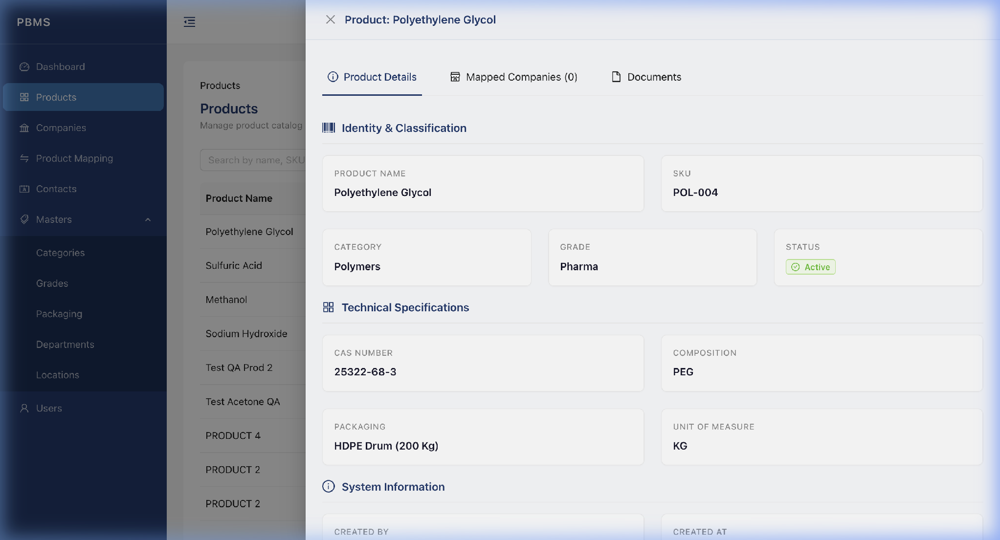 PBMS
Dashboard
Products
Companies
Product Mapping
Contacts
Masters
Categories
Grades
Packaging
Departments
Locations
Users
Products
Products
Manage product catalog
Search by name, SKU
Product Name
Polyethylene Glycol
Sulfuric Acid
Methanol
Sodium Hydroxide
Test QA Prod 2
Test Acetone QA
PRODUCT 4
PRODUCT 2
PRODUCT 2
Product: Polyethylene Glycol
Product Details
Mapped Companies (0)
Documents
Identity & Classification
PRODUCT NAME
Polyethylene Glycol
SKU
POL-004
CATEGORY
Polymers
GRADE
Pharma
STATUS
Active
Technical Specifications
CAS NUMBER
25322-68-3
COMPOSITION
PEG
PACKAGING
HDPE Drum (200 Kg)
UNIT OF MEASURE
KG
System Information
CREATED BY
CREATED AT